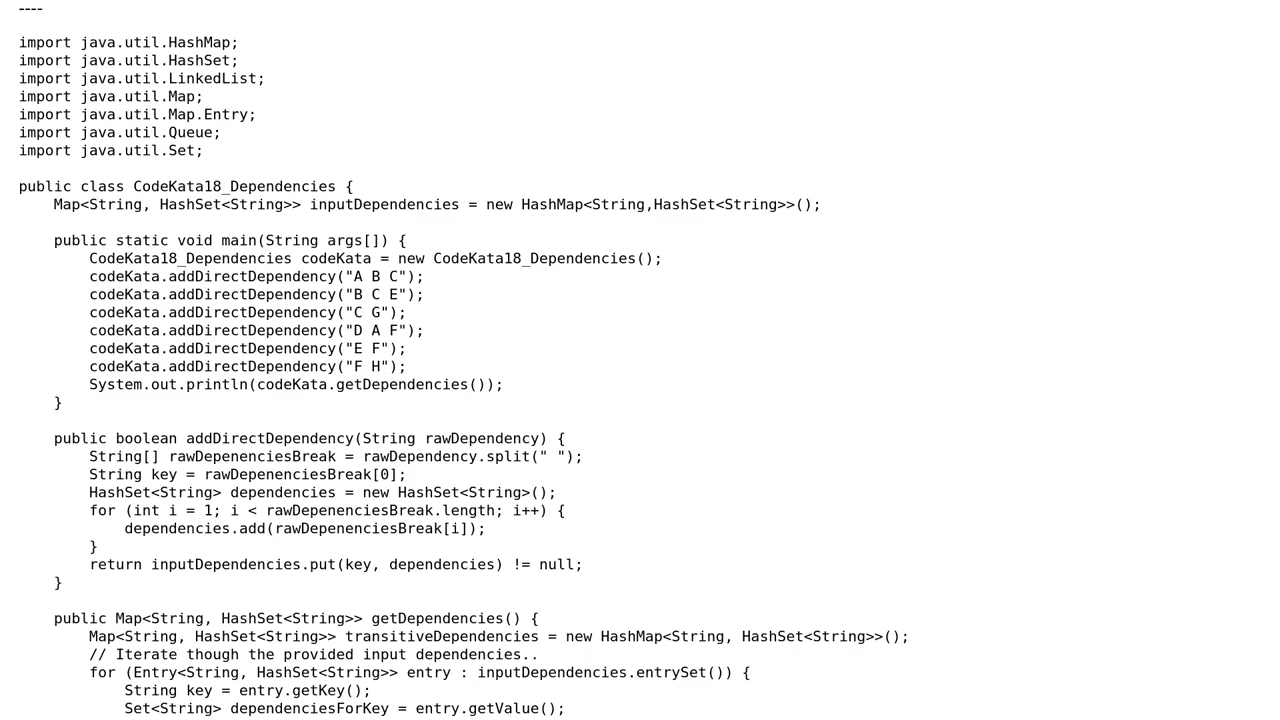 ----
import java.util.HashMap;
import java.util.HashSet;
import java.util.LinkedList;
import java.util.Map;
import java.util.Map.Entry;
import java.util.Queue;
import java.util.Set;
public class CodeKata18_Dependencies {
    Map<String, HashSet<String>> inputDependencies = new HashMap<String,HashSet<String>>();
    public static void main(String args[]) {
        CodeKata18_Dependencies codeKata = new CodeKata18_Dependencies();
        codeKata.addDirectDependency("A B C");
        codeKata.addDirectDependency("B C E");
        codeKata.addDirectDependency("C G");
        codeKata.addDirectDependency("D A F");
        codeKata.addDirectDependency("E F");
        codeKata.addDirectDependency("F H");
        System.out.println(codeKata.getDependencies());
    }
    public boolean addDirectDependency(String rawDependency) {
        String[] rawDepenenciesBreak = rawDependency.split(" ");
        String key = rawDepenenciesBreak[0];
        HashSet<String> dependencies = new HashSet<String>();
        for (int i = 1; i < rawDepenenciesBreak.length; i++) {
            dependencies.add(rawDepenenciesBreak[i]);
        }
        return inputDependencies.put(key, dependencies) != null;
    }
    public Map<String, HashSet<String>> getDependencies() {
        Map<String, HashSet<String>> transitiveDependencies = new HashMap<String, HashSet<String>>();
        // Iterate though the provided input dependencies..
        for (Entry<String, HashSet<String>> entry : inputDependencies.entrySet()) {
            String key = entry.getKey();
            Set<String> dependenciesForKey = entry.getValue();